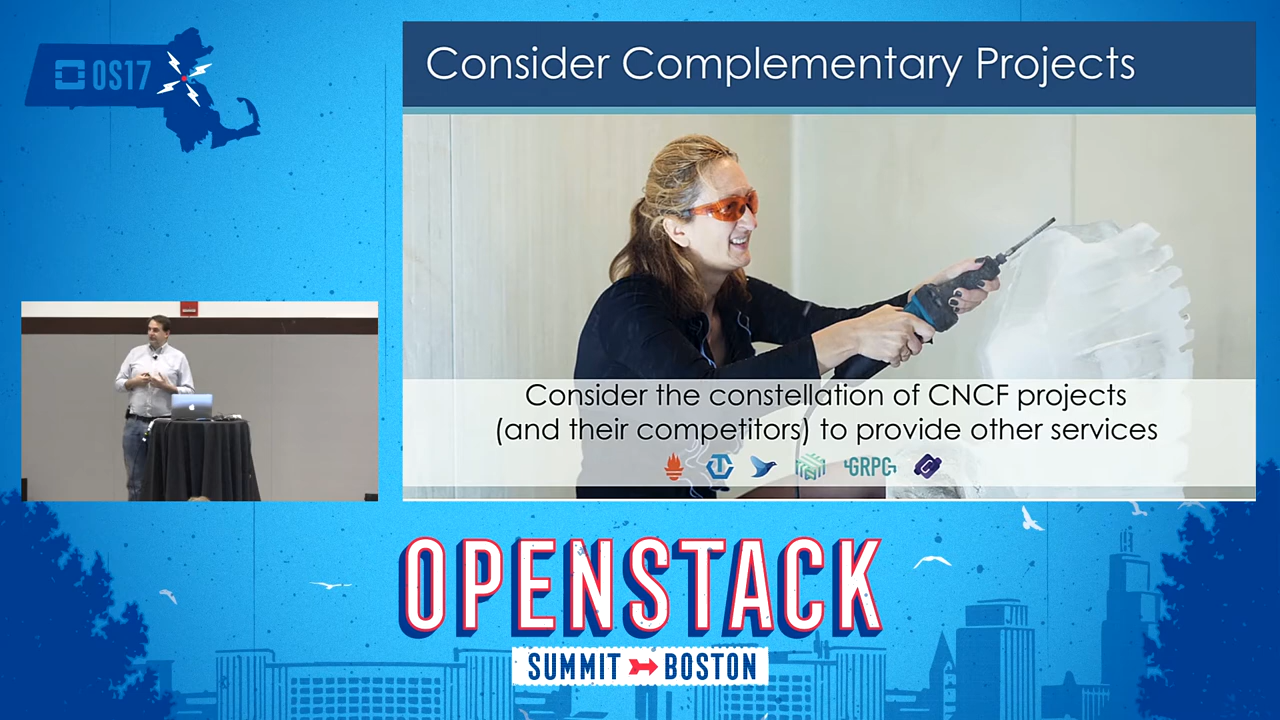 OS17
Consider Complementary Projects
Consider the constellation of CNCF projects
(and their competitors) to provide other services
GRPC
OPENSTACK
SUMMIT BOSTON